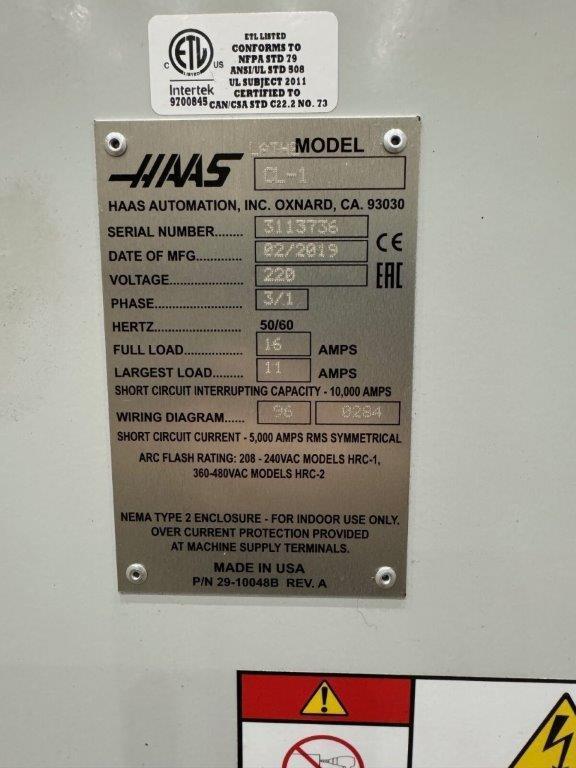 ETL LISTED
CONFORMS TO
NFPA STD 79
ANSI/UL STD 508
UL SUBJECT 2011
CERTIFIED TO
CAN/CSA STD C22.2 NO. 73
C ETL US
LISTED
Intertek
9700845
HAAS
LATHE MODEL
CL-1
HAAS AUTOMATION, INC. OXNARD, CA. 93030
SERIAL NUMBER........ 3113736
DATE OF MFG............. 02/2019
VOLTAGE.................... 220
CE EAC
PHASE........................ 3/1
HERTZ........................ 50/60
FULL LOAD................ 16 AMPS
LARGEST LOAD......... 11 AMPS
SHORT CIRCUIT INTERRUPTING CAPACITY - 10,000 AMPS
WIRING DIAGRAM...... 96 0284
SHORT CIRCUIT CURRENT - 5,000 AMPS RMS SYMMETRICAL
ARC FLASH RATING: 208 - 240VAC MODELS HRC-1,
360-480VAC MODELS HRC-2
NEMA TYPE 2 ENCLOSURE - FOR INDOOR USE ONLY.
OVER CURRENT PROTECTION PROVIDED
AT MACHINE SUPPLY TERMINALS.
MADE IN USA
P/N 29-10048B REV. A